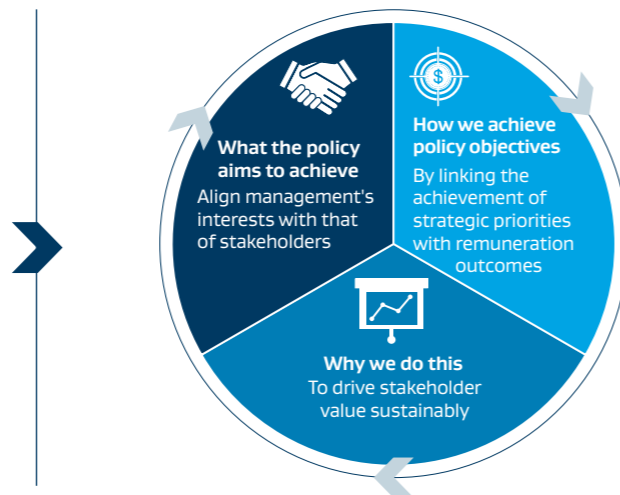 What the policy
aims to achieve
Align management's
interests with that
of stakeholders
$
How we achieve
policy objectives
By linking the
achievement of
strategic priorities
with remuneration
outcomes
Why we do this
To drive stakeholder
value sustainably